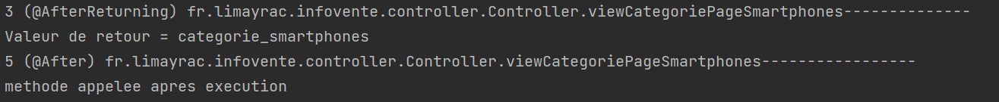 3 (@AfterReturning) fr.limayrac.infovente.controller.Controller.viewCategoriePageSmartphones--------------
Valeur de retour = categorie_smartphones
5 (@After) fr.limayrac.infovente.controller.Controller.viewCategoriePageSmartphones-----------------
methode appelee apres execution